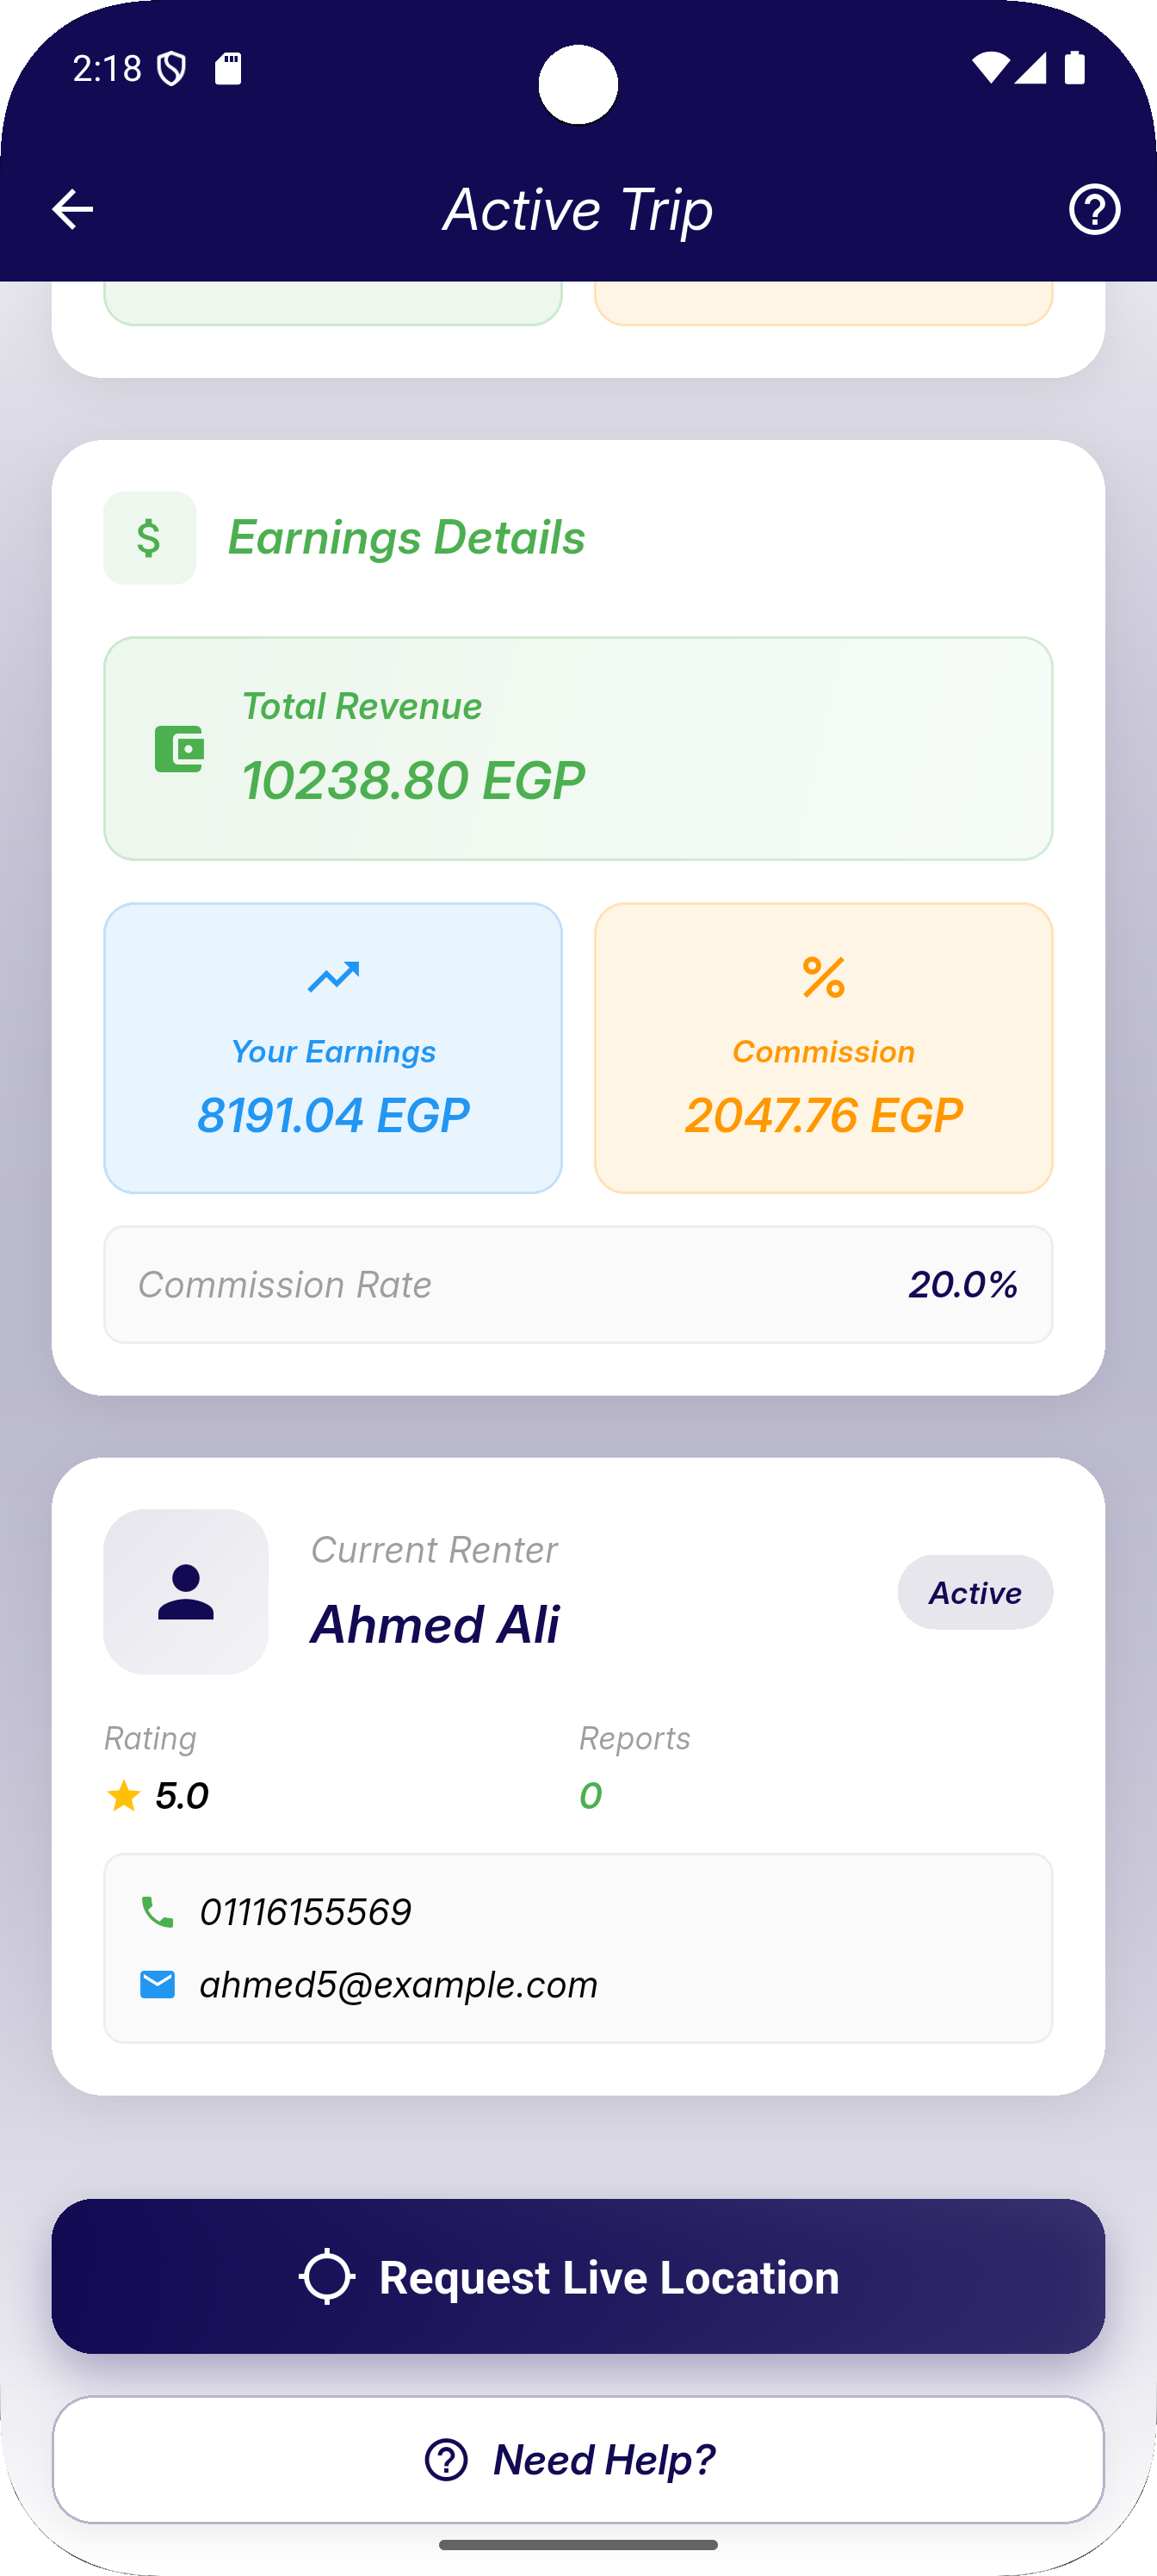 2:18
Active Trip
Earnings Details
Total Revenue
10238.80 EGP
Your Earnings
8191.04 EGP
Commission
2047.76 EGP
Commission Rate 20.0%
Current Renter
Ahmed Ali
Active
Rating
5.0
Reports
0
01116155569
ahmed5@example.com
Request Live Location
Need Help?